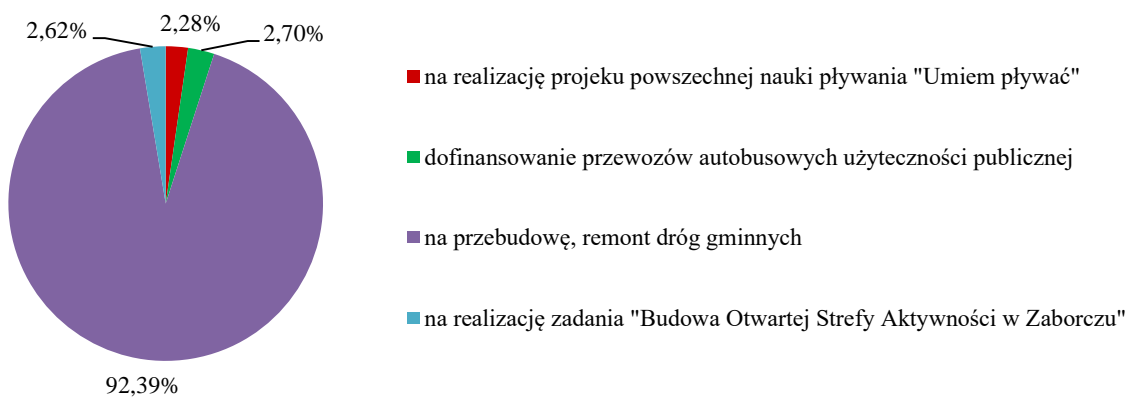 2,62%
2,28%
2,70%
92,39%
na realizację projeku powszechnej nauki pływania "Umiem pływać"
dofinansowanie przewozów autobusowych użyteczności publicznej
na przebudowę, remont dróg gminnych
na realizację zadania "Budowa Otwartej Strefy Aktywności w Zaborczu"